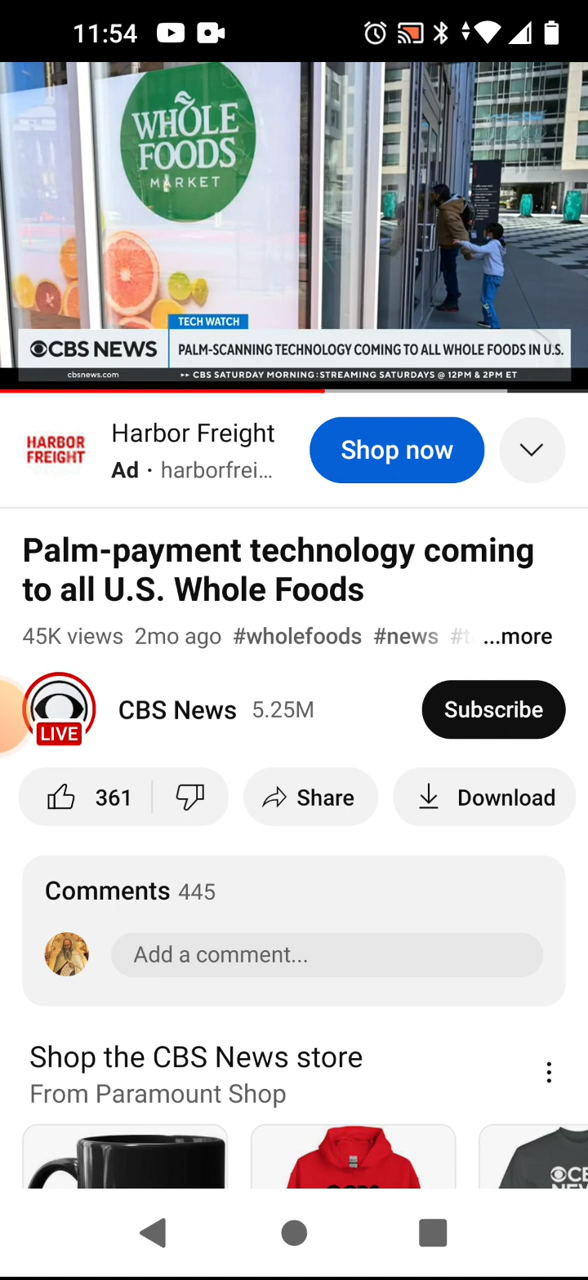 11:54
WHOLE
FOODS
MARKET
TECH WATCH
CBS NEWS
PALM-SCANNING TECHNOLOGY COMING TO ALL WHOLE FOODS IN U.S.
cbsnews.com
CBS SATURDAY MORNING: STREAMING SATURDAYS @ 12PM & 2PM ET
HARBOR
FREIGHT
Harbor Freight
Ad · harborfrei...
Shop now
Palm-payment technology coming
to all U.S. Whole Foods
45K views 2mo ago #wholefoods #news #t ...more
CBS News 5.25M
LIVE
Subscribe
361
Share
Download
Comments 445
Add a comment...
Shop the CBS News store
From Paramount Shop